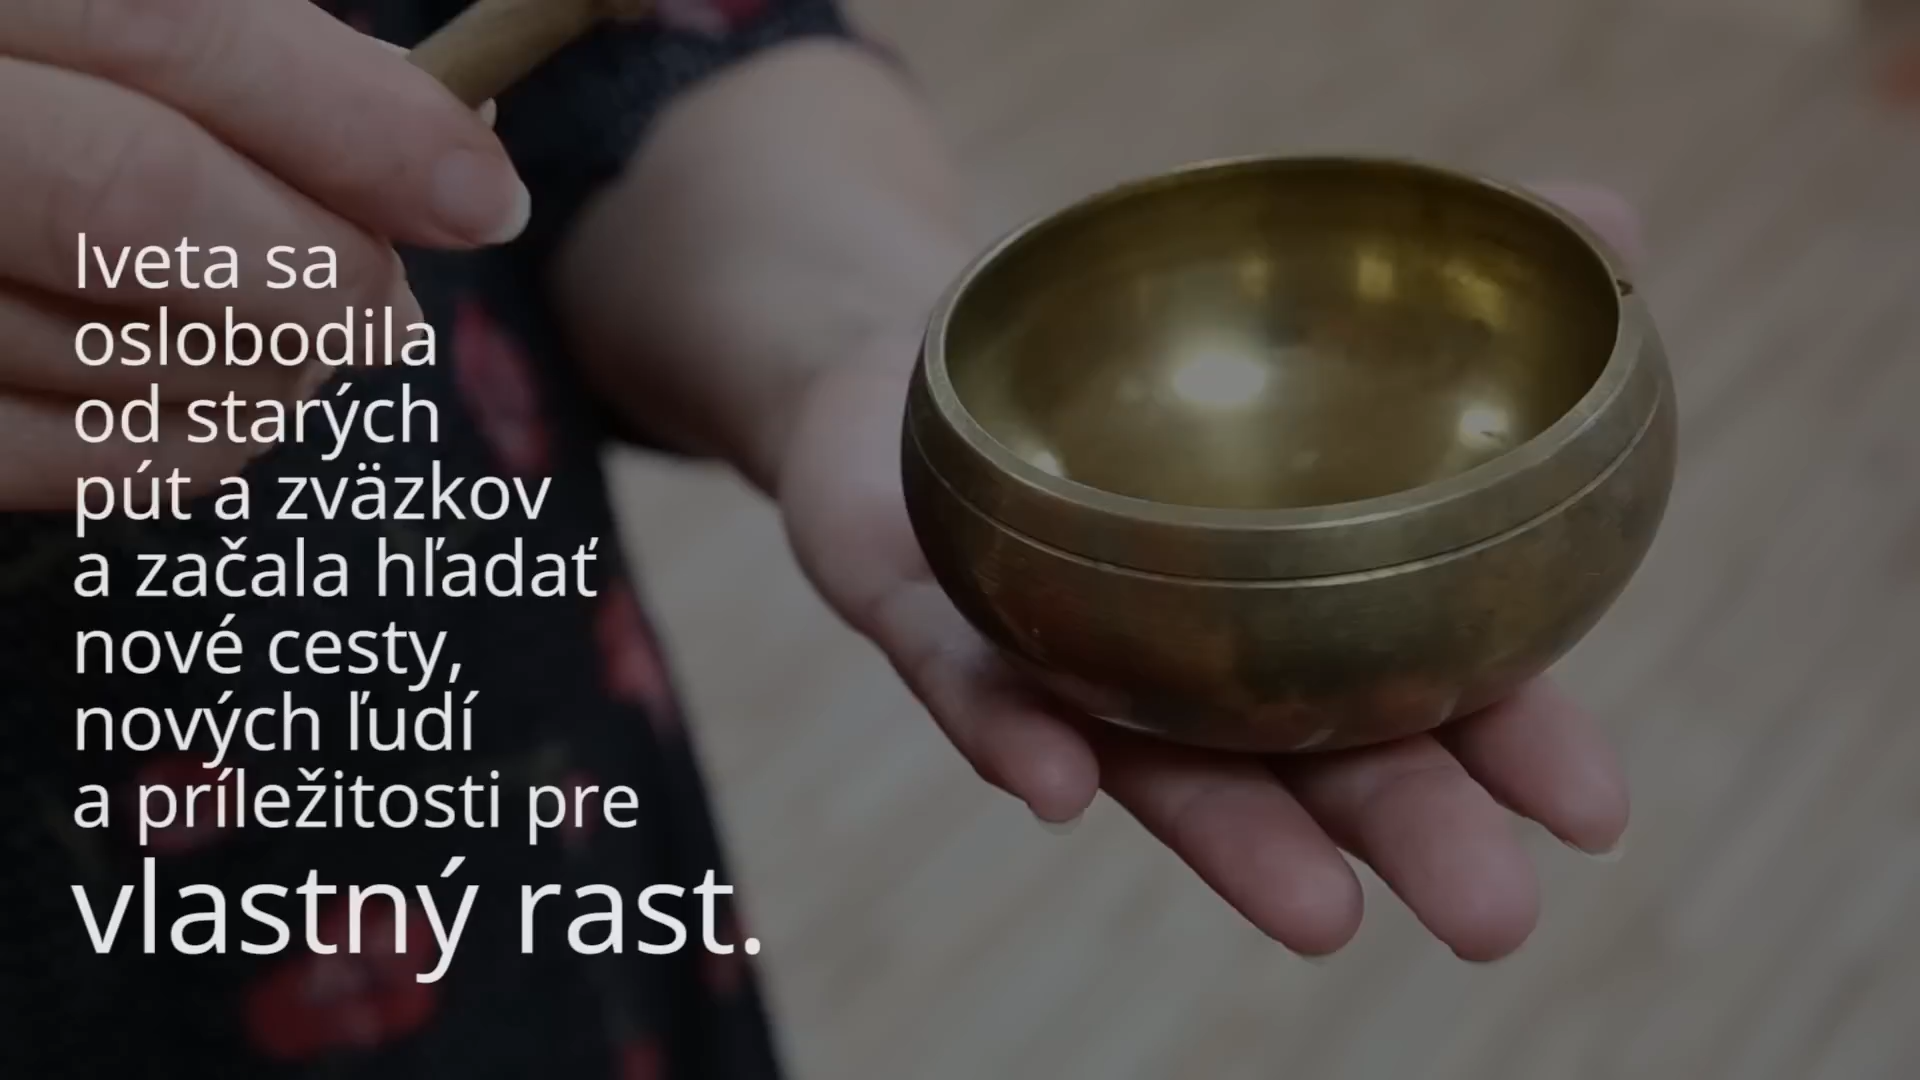 Iveta sa
oslobodila
od starých
pút a zväzkov
a začala hľadať
nové cesty,
nových ľudí
a príležitosti pre
vlastný rast.